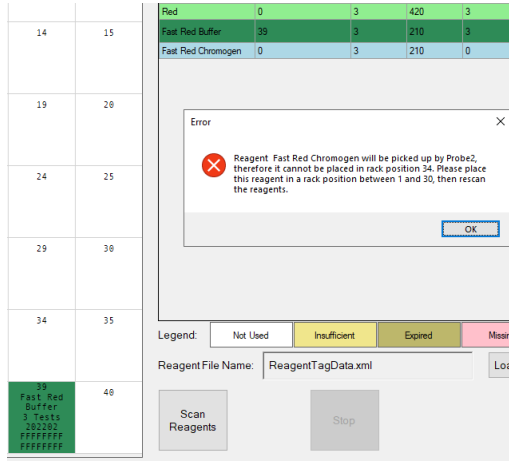 14 15
19 20
24 25
29 30
34 35
39
Fast Red
Buffer
3 Tests
202202
FFFFFFFF
FFFFFFFF
40
Red 0 3 420 3
Fast Red Buffer 39 3 210 3
Fast Red Chromogen 0 3 210 0
Error
Reagent Fast Red Chromogen will be picked up by Probe2,
therefore it cannot be placed in rack position 34. Please place
this reagent in a rack position between 1 and 30, then rescan
the reagents.
OK
Legend: Not Used Insufficient Expired Missin
Reagent File Name: ReagentTagData.xml Loa
Scan
Reagents
Stop